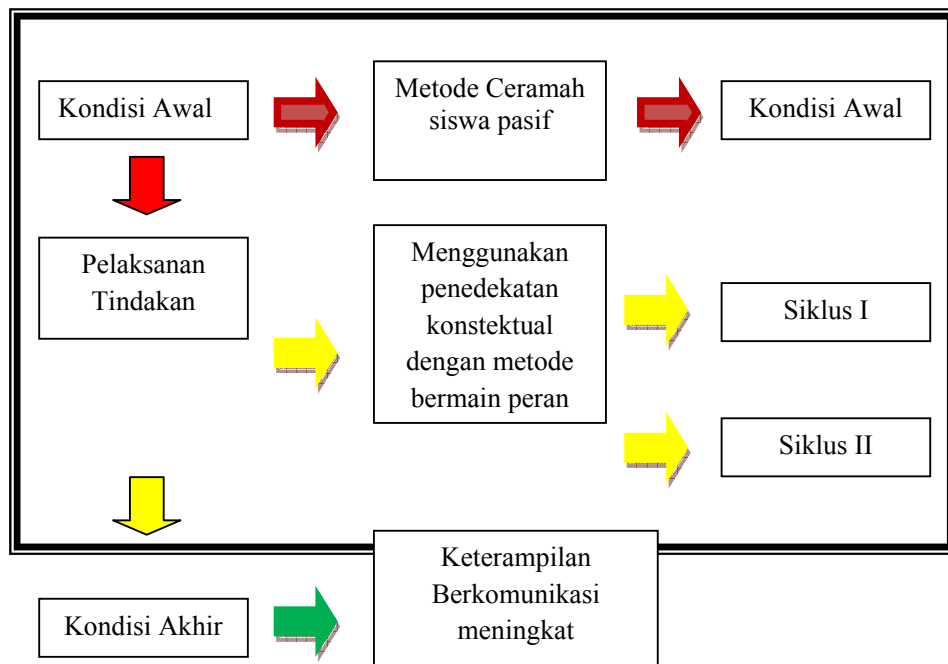 Kondisi Awal
Metode Ceramah
siswa pasif
Kondisi Awal
Pelaksanan
Tindakan
Menggunakan
penedekatan
konstektual
dengan metode
bermain peran
Siklus I
Siklus II
Kondisi Akhir
Keterampilan
Berkomunikasi
meningkat